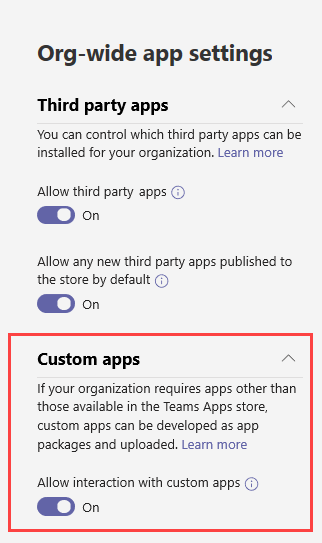 Org-wide app settings
Third party apps
You can control which third party apps can be
installed for your organization. Learn more
Allow third party apps
On
Allow any new third party apps published to
the store by default
On
Custom apps
If your organization requires apps other than
those available in the Teams Apps store,
custom apps can be developed as app
packages and uploaded. Learn more
Allow interaction with custom apps
On